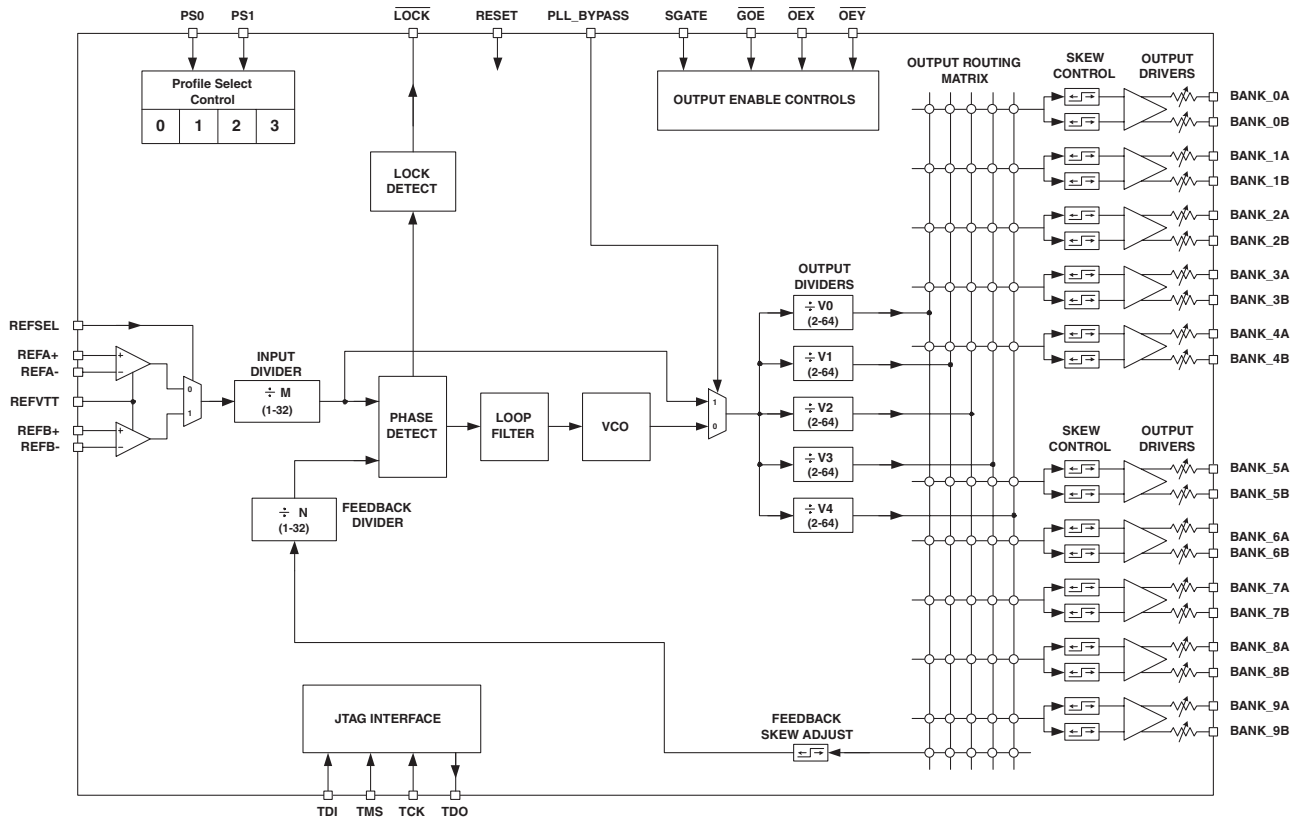 PS0 PS1 L̅O̅C̅K̅ RESET PLL_BYPASS SGATE G̅O̅E̅ O̅E̅X̅ O̅E̅Y̅
Profile Select
Control
0 1 2 3
OUTPUT ENABLE CONTROLS
OUTPUT ROUTING
MATRIX
SKEW
CONTROL
OUTPUT
DRIVERS
BANK_0A
BANK_0B
BANK_1A
BANK_1B
BANK_2A
BANK_2B
BANK_3A
BANK_3B
BANK_4A
BANK_4B
LOCK
DETECT
OUTPUT
DIVIDERS
÷ V0
(2-64)
÷ V1
(2-64)
÷ V2
(2-64)
÷ V3
(2-64)
÷ V4
(2-64)
REFSEL
REFA+
REFA-
REFVTT
REFB+
REFB-
+
–
+
–
0
1
INPUT
DIVIDER
÷ M
(1-32)
PHASE
DETECT
LOOP
FILTER
VCO
1
0
÷ N
(1-32)
FEEDBACK
DIVIDER
SKEW
CONTROL
OUTPUT
DRIVERS
BANK_5A
BANK_5B
BANK_6A
BANK_6B
BANK_7A
BANK_7B
BANK_8A
BANK_8B
BANK_9A
BANK_9B
JTAG INTERFACE
FEEDBACK
SKEW ADJUST
TDI TMS TCK TDO